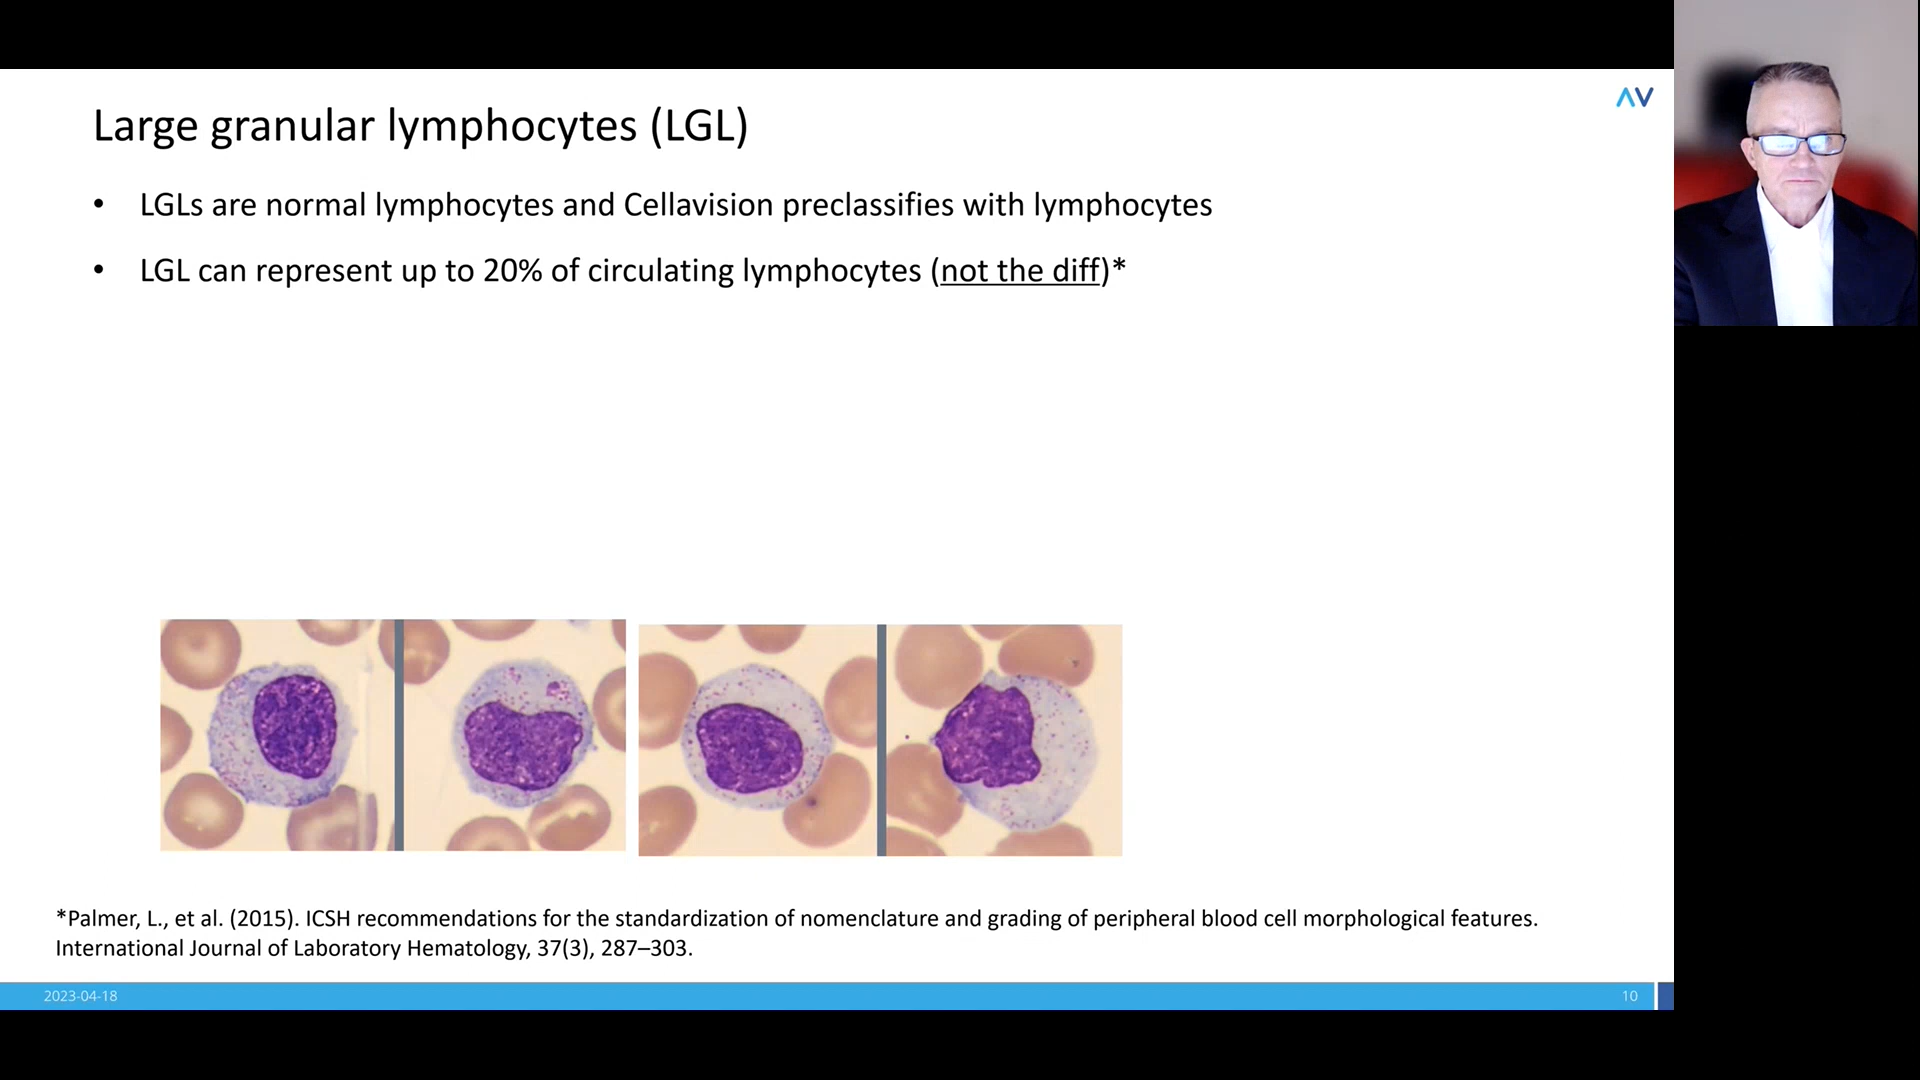 Large granular lymphocytes (LGL)
• LGLs are normal lymphocytes and Cellavision preclassifies with lymphocytes
• LGL can represent up to 20% of circulating lymphocytes (not the diff)*
*Palmer, L., et al. (2015). ICSH recommendations for the standardization of nomenclature and grading of peripheral blood cell morphological features.
International Journal of Laboratory Hematology, 37(3), 287–303.
2023-04-18
10